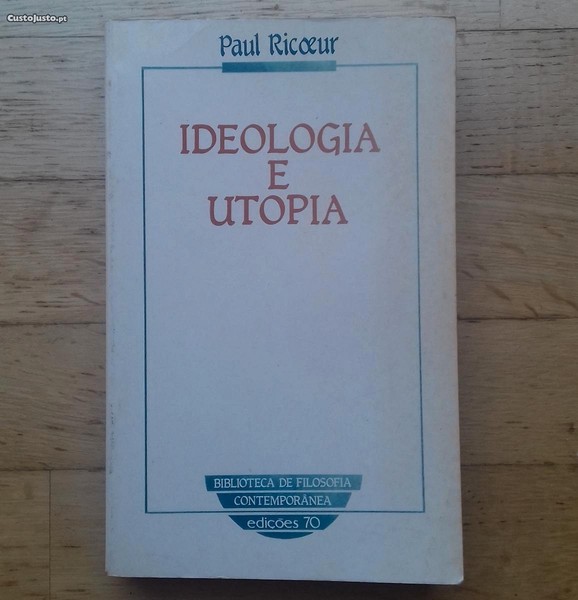 CustoJusto.pt
Paul Ricœur
IDEOLOGIA
E
UTOPIA
BIBLIOTECA DE FILOSOFIA
CONTEMPORÂNEA
edições 70